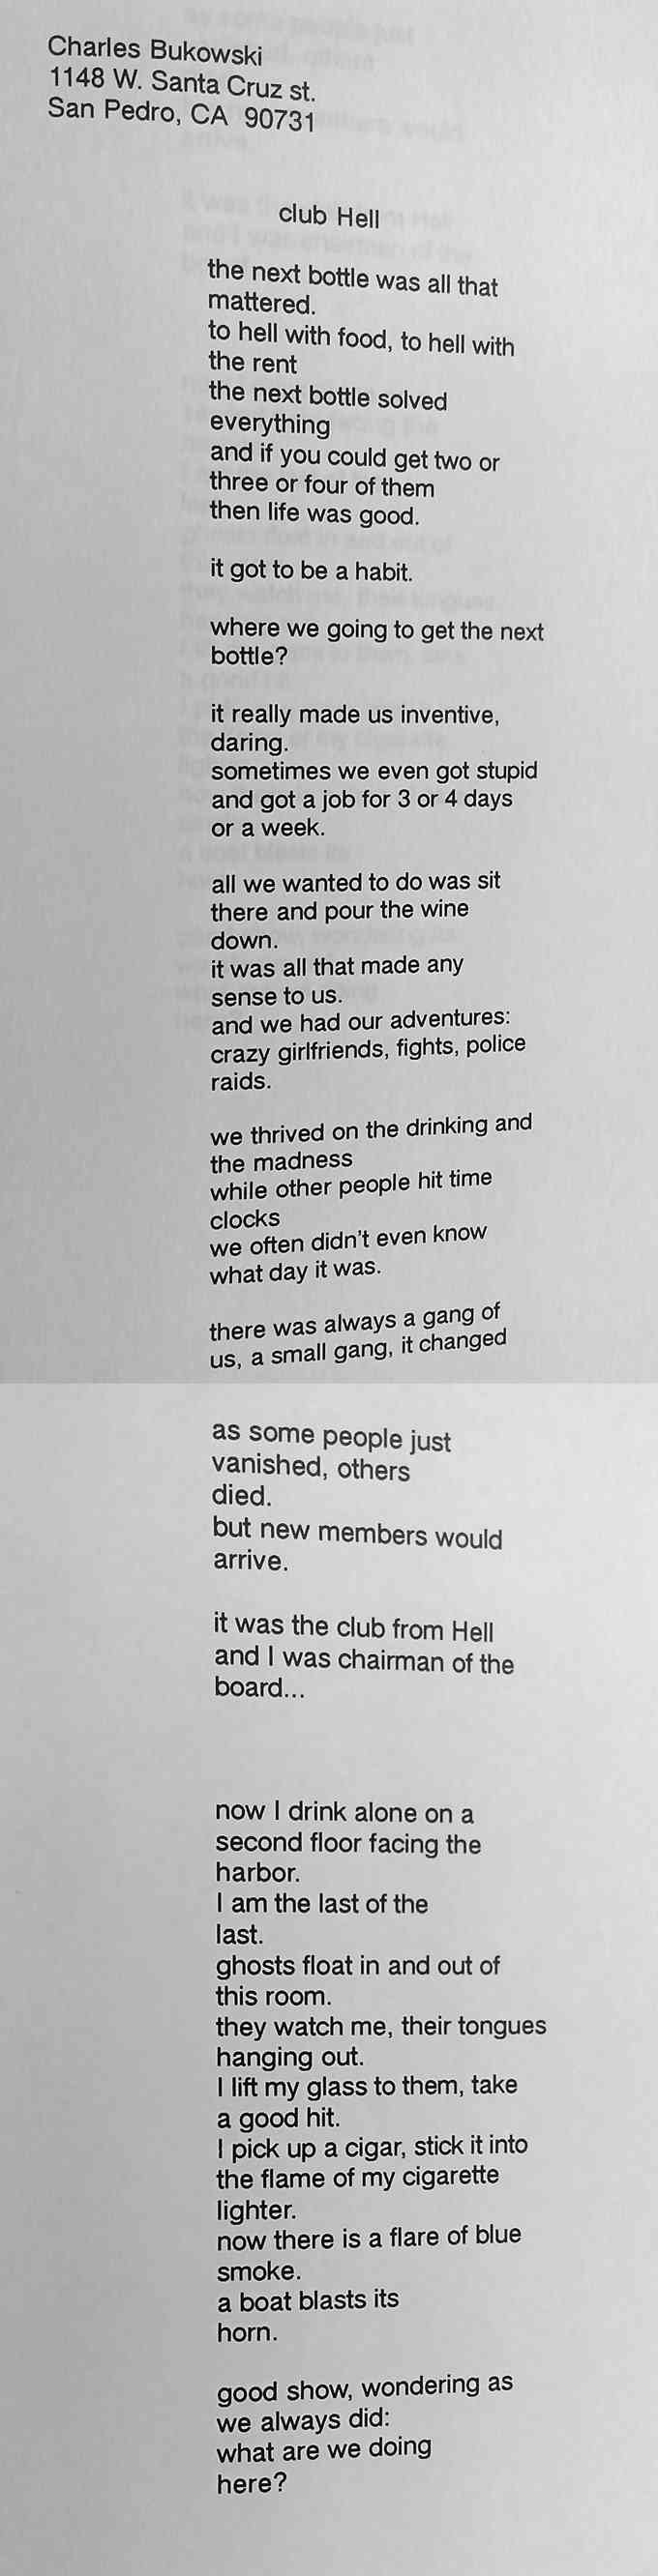 Charles Bukowski
1148 W. Santa Cruz st.
San Pedro, CA 90731
club Hell
the next bottle was all that
mattered.
to hell with food, to hell with
the rent
the next bottle solved
everything
and if you could get two or
three or four of them
then life was good.
it got to be a habit.
where we going to get the next
bottle?
it really made us inventive,
daring.
sometimes we even got stupid
and got a job for 3 or 4 days
or a week.
all we wanted to do was sit
there and pour the wine
down.
it was all that made any
sense to us.
and we had our adventures:
crazy girlfriends, fights, police
raids.
we thrived on the drinking and
the madness
while other people hit time
clocks
we often didn't even know
what day it was.
there was always a gang of
us, a small gang, it changed
as some people just
vanished, others
died.
but new members would
arrive.
it was the club from Hell
and I was chairman of the
board...
now I drink alone on a
second floor facing the
harbor.
I am the last of the
last.
ghosts float in and out of
this room.
they watch me, their tongues
hanging out.
I lift my glass to them, take
a good hit.
I pick up a cigar, stick it into
the flame of my cigarette
lighter.
now there is a flare of blue
smoke.
a boat blasts its
horn.
good show, wondering as
we always did:
what are we doing
here?